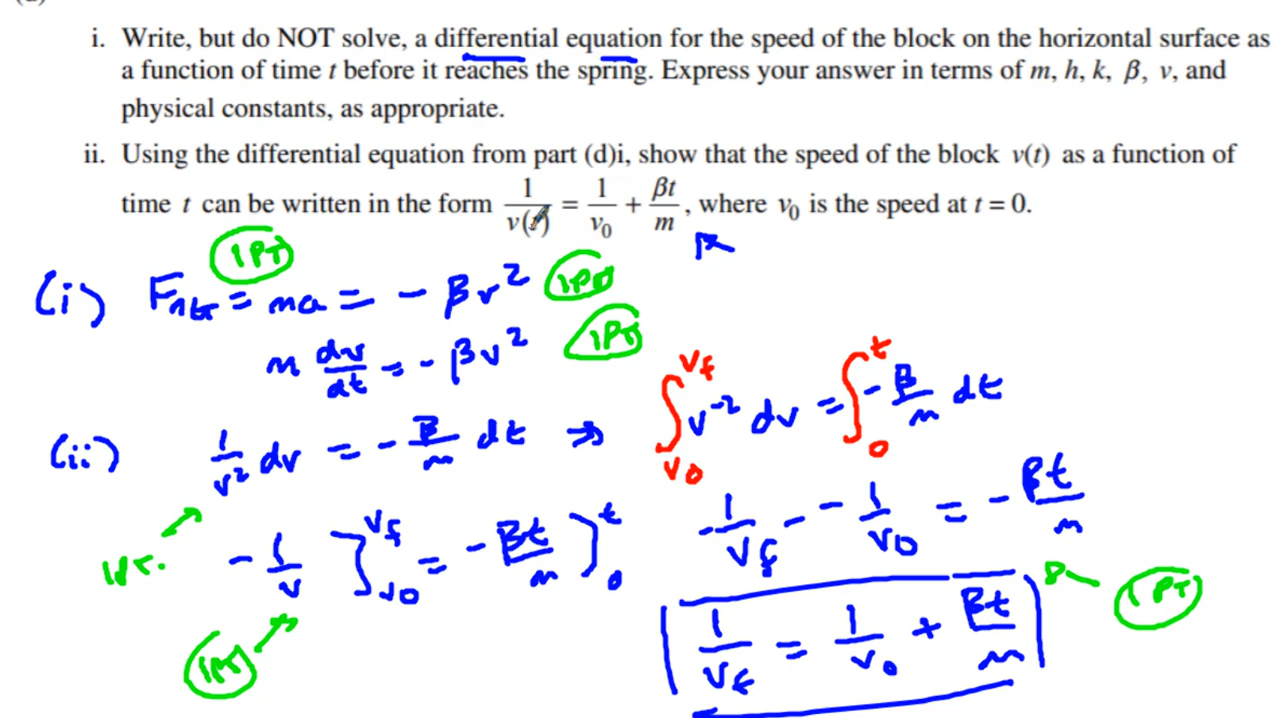 i. Write, but do NOT solve, a differential equation for the speed of the block on the horizontal surface as
a function of time t before it reaches the spring. Express your answer in terms of m, h, k, β, v, and
physical constants, as appropriate.
ii. Using the differential equation from part (d)i, show that the speed of the block v(t) as a function of
time t can be written in the form 1/v(t) = 1/v₀ + βt/m, where v₀ is the speed at t = 0.
(i) Fnet = ma = - βv² 1PT 1PT
m dv/dt = - βv² 1PT
(ii) 1/v² dv = - β/m dt ⇒ ∫v₀^vf v⁻² dv = ∫0^t - β/m dt
- 1/v ]v₀^vf = - βt/m ]0^t
1PT
- 1/vf - - 1/v₀ = - βt/m
1/vf = 1/v₀ + βt/m 1PT